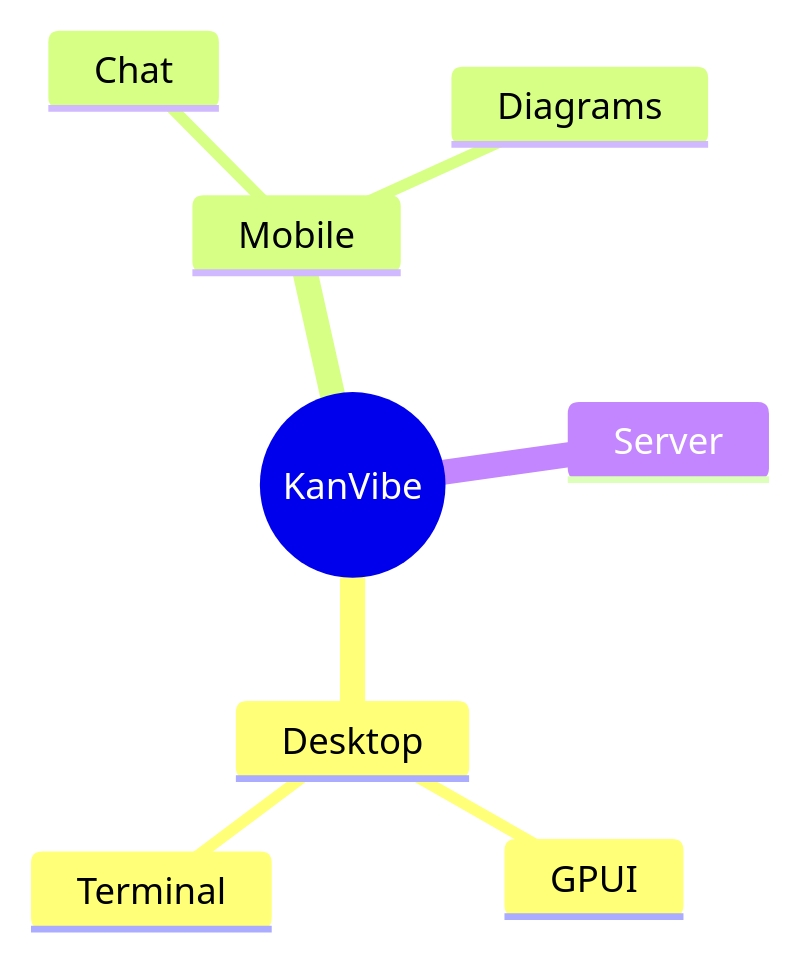 Chat
Diagrams
Mobile
Server
KanVibe
Desktop
GPUI
Terminal